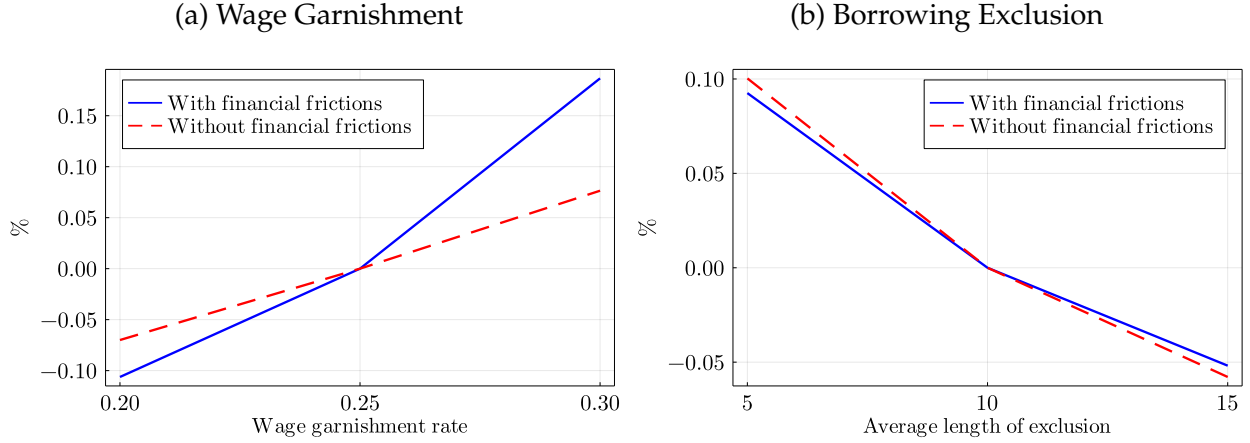 (a) Wage Garnishment
With financial frictions
Without financial frictions
0.15
0.10
0.05
0.00
−0.05
−0.10
%
0.20 0.25 0.30
Wage garnishment rate
(b) Borrowing Exclusion
With financial frictions
Without financial frictions
0.10
0.05
0.00
−0.05
%
5 10 15
Average length of exclusion